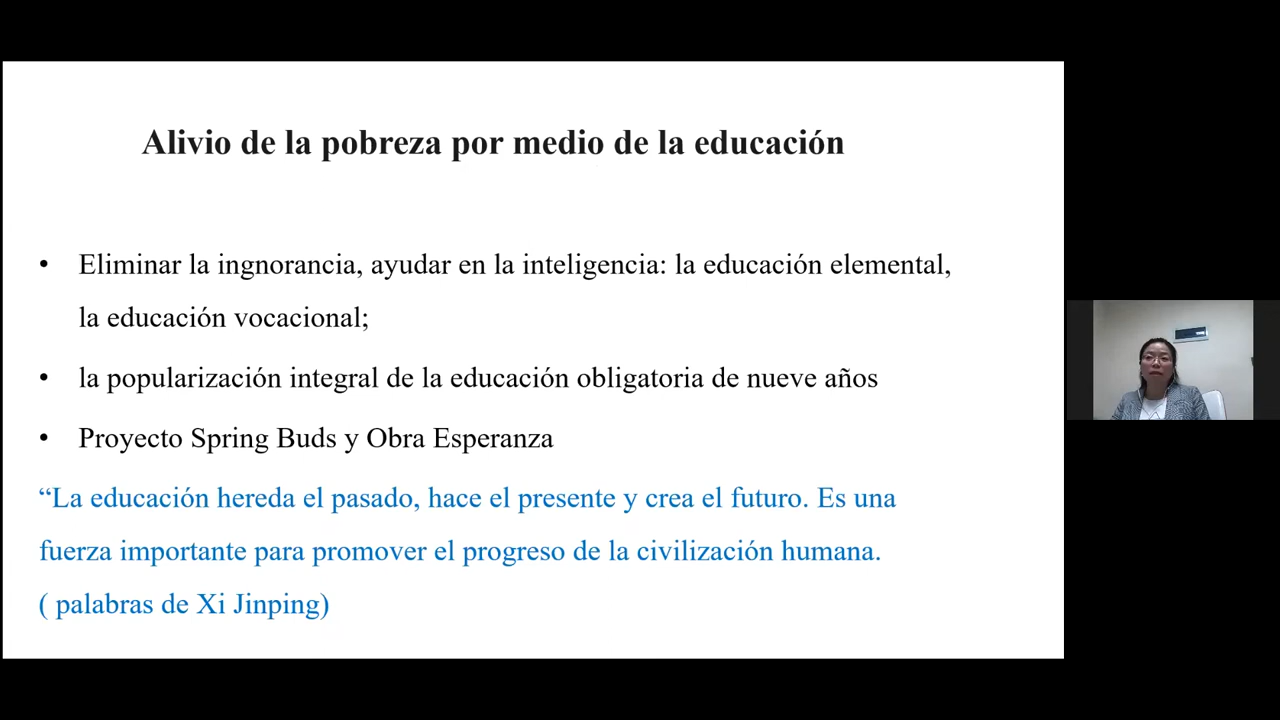 Alivio de la pobreza por medio de la educación
• Eliminar la ingnorancia, ayudar en la inteligencia: la educación elemental,
la educación vocacional;
• la popularización integral de la educación obligatoria de nueve años
• Proyecto Spring Buds y Obra Esperanza
“La educación hereda el pasado, hace el presente y crea el futuro. Es una
fuerza importante para promover el progreso de la civilización humana.
( palabras de Xi Jinping)